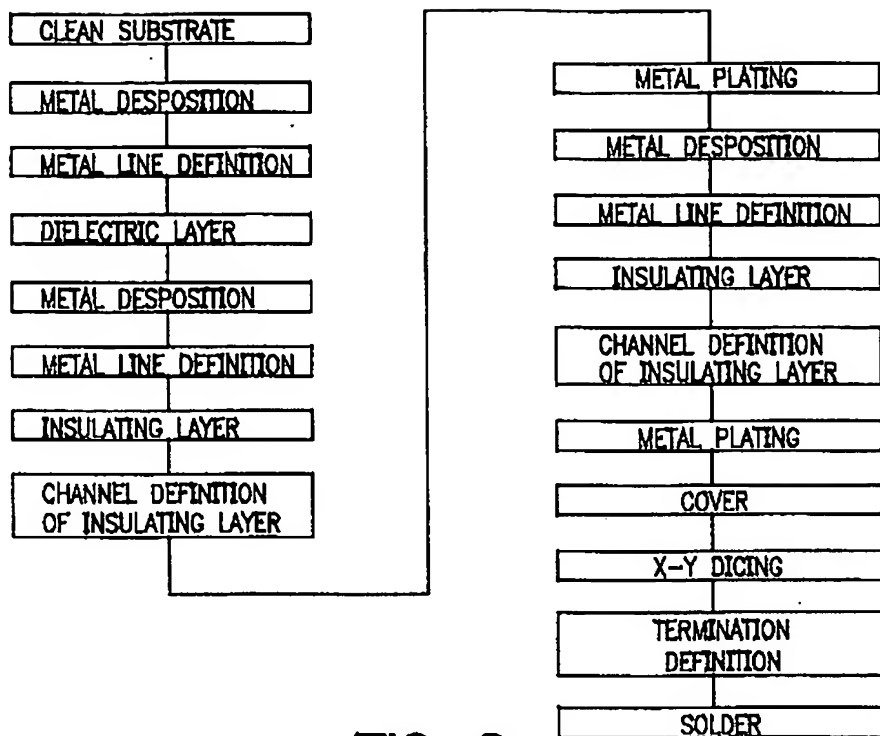 CLEAN SUBSTRATE
METAL DESPOSITION
METAL LINE DEFINITION
DIELECTRIC LAYER
METAL DESPOSITION
METAL LINE DEFINITION
INSULATING LAYER
CHANNEL DEFINITION
OF INSULATING LAYER
METAL PLATING
METAL DESPOSITION
METAL LINE DEFINITION
INSULATING LAYER
CHANNEL DEFINITION
OF INSULATING LAYER
METAL PLATING
COVER
X-Y DICING
TERMINATION
DEFINITION
SOLDER